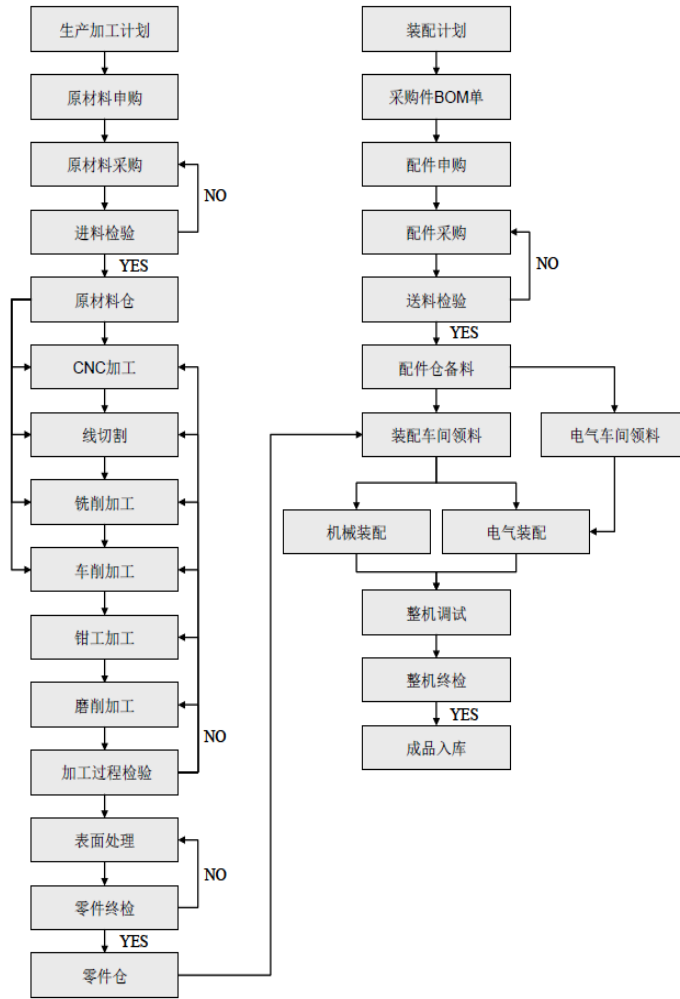 生产加工计划
原材料申购
原材料采购
NO
进料检验
YES
原材料仓
CNC加工
线切割
铣削加工
车削加工
钳工加工
磨削加工
NO
加工过程检验
表面处理
NO
零件终检
YES
零件仓
装配计划
采购件BOM单
配件申购
配件采购
NO
送料检验
YES
配件仓备料
装配车间领料
电气车间领料
机械装配
电气装配
整机调试
整机终检
YES
成品入库